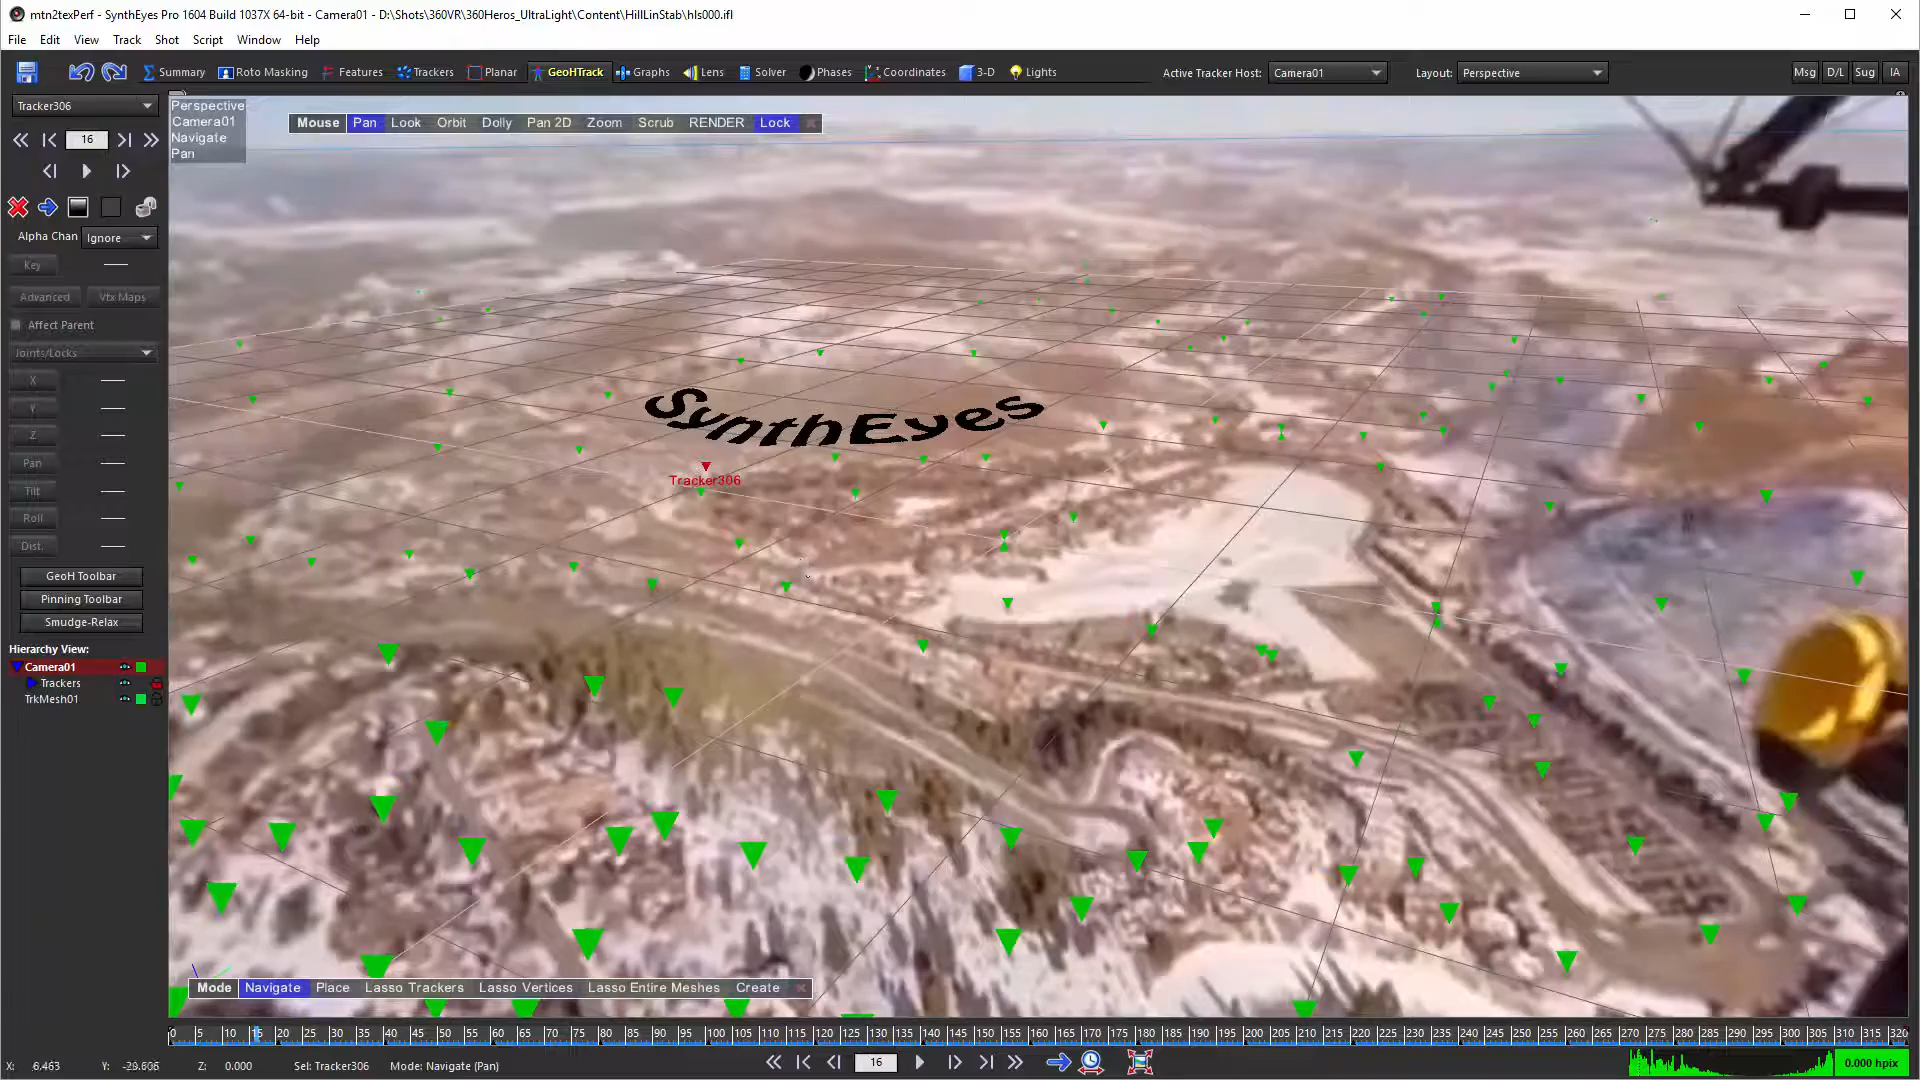 mtn2texPerf - SynthEyes Pro 1604 Build 1037X 64-bit - Camera01 - D:\Shots\360VR\360Heros_UltraLight\Content\HillLinStab\hls000.ifl
File Edit View Track Shot Script Window Help
Summary Roto Masking Features Trackers Planar GeoHTrack Graphs Lens Solver Phases Coordinates 3-D Lights Active Tracker Host: Camera01 Layout: Perspective Msg D/L Sug IA
Tracker306
Perspective
Camera01
Navigate
Pan
Mouse Pan Look Orbit Dolly Pan 2D Zoom Scrub RENDER Lock
16
Alpha Chan Ignore
Key
Advanced Vtx Maps
Affect Parent
Joints/Locks
X
Y
Z
Pan
Tilt
Roll
Dist.
GeoH Toolbar
Pinning Toolbar
Smudge-Relax
Hierarchy View:
Camera01
Trackers
TrkMesh01
SynthEyes
Tracker306
Mode Navigate Place Lasso Trackers Lasso Vertices Lasso Entire Meshes Create
0 5 10 15 20 25 30 35 40 45 50 55 60 65 70 75 80 85 90 95 100 105 110 115 120 125 130 135 140 145 150 155 160 165 170 175 180 185 190 195 200 205 210 215 220 225 230 235 240 245 250 255 260 265 270 275 280 285 290 295 300 305 310 315 320
X: 6.463 Y: -29.606 Z: 0.000 Sel: Tracker306 Mode: Navigate (Pan) 16 0.000 hpix